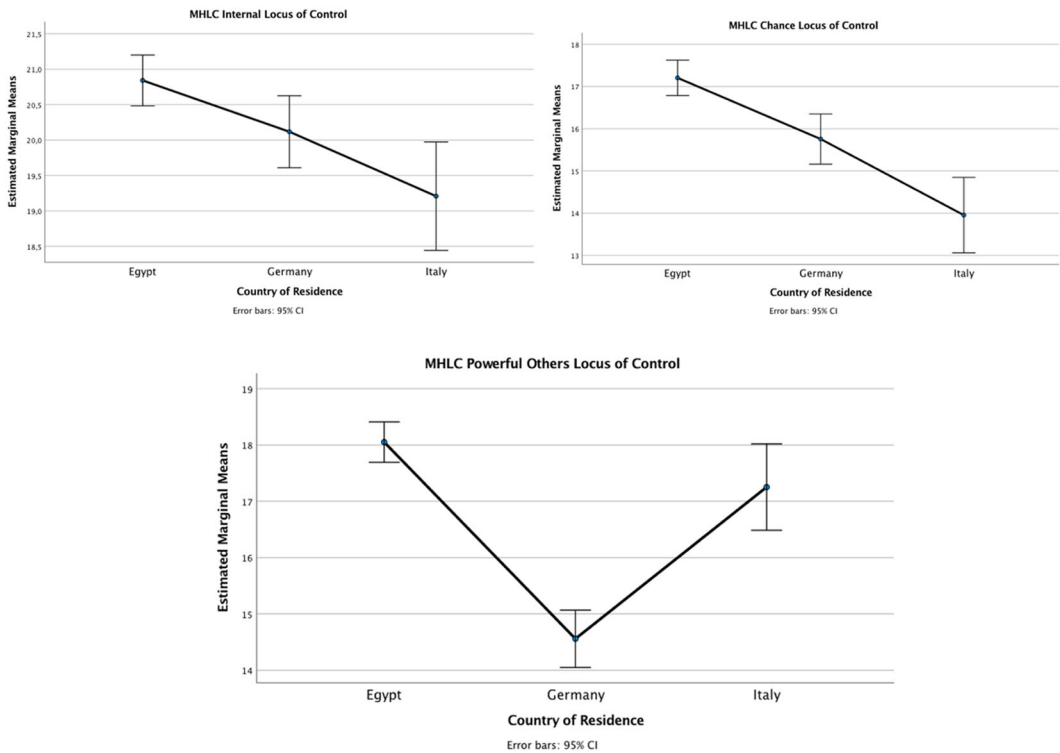 MHLC Internal Locus of Control
Estimated Marginal Means
21,5
21,0
20,5
20,0
19,5
19,0
18,5
Egypt Germany Italy
Country of Residence
Error bars: 95% CI
MHLC Chance Locus of Control
Estimated Marginal Means
18
17
16
15
14
13
Egypt Germany Italy
Country of Residence
Error bars: 95% CI
MHLC Powerful Others Locus of Control
Estimated Marginal Means
19
18
17
16
15
14
Egypt Germany Italy
Country of Residence
Error bars: 95% CI